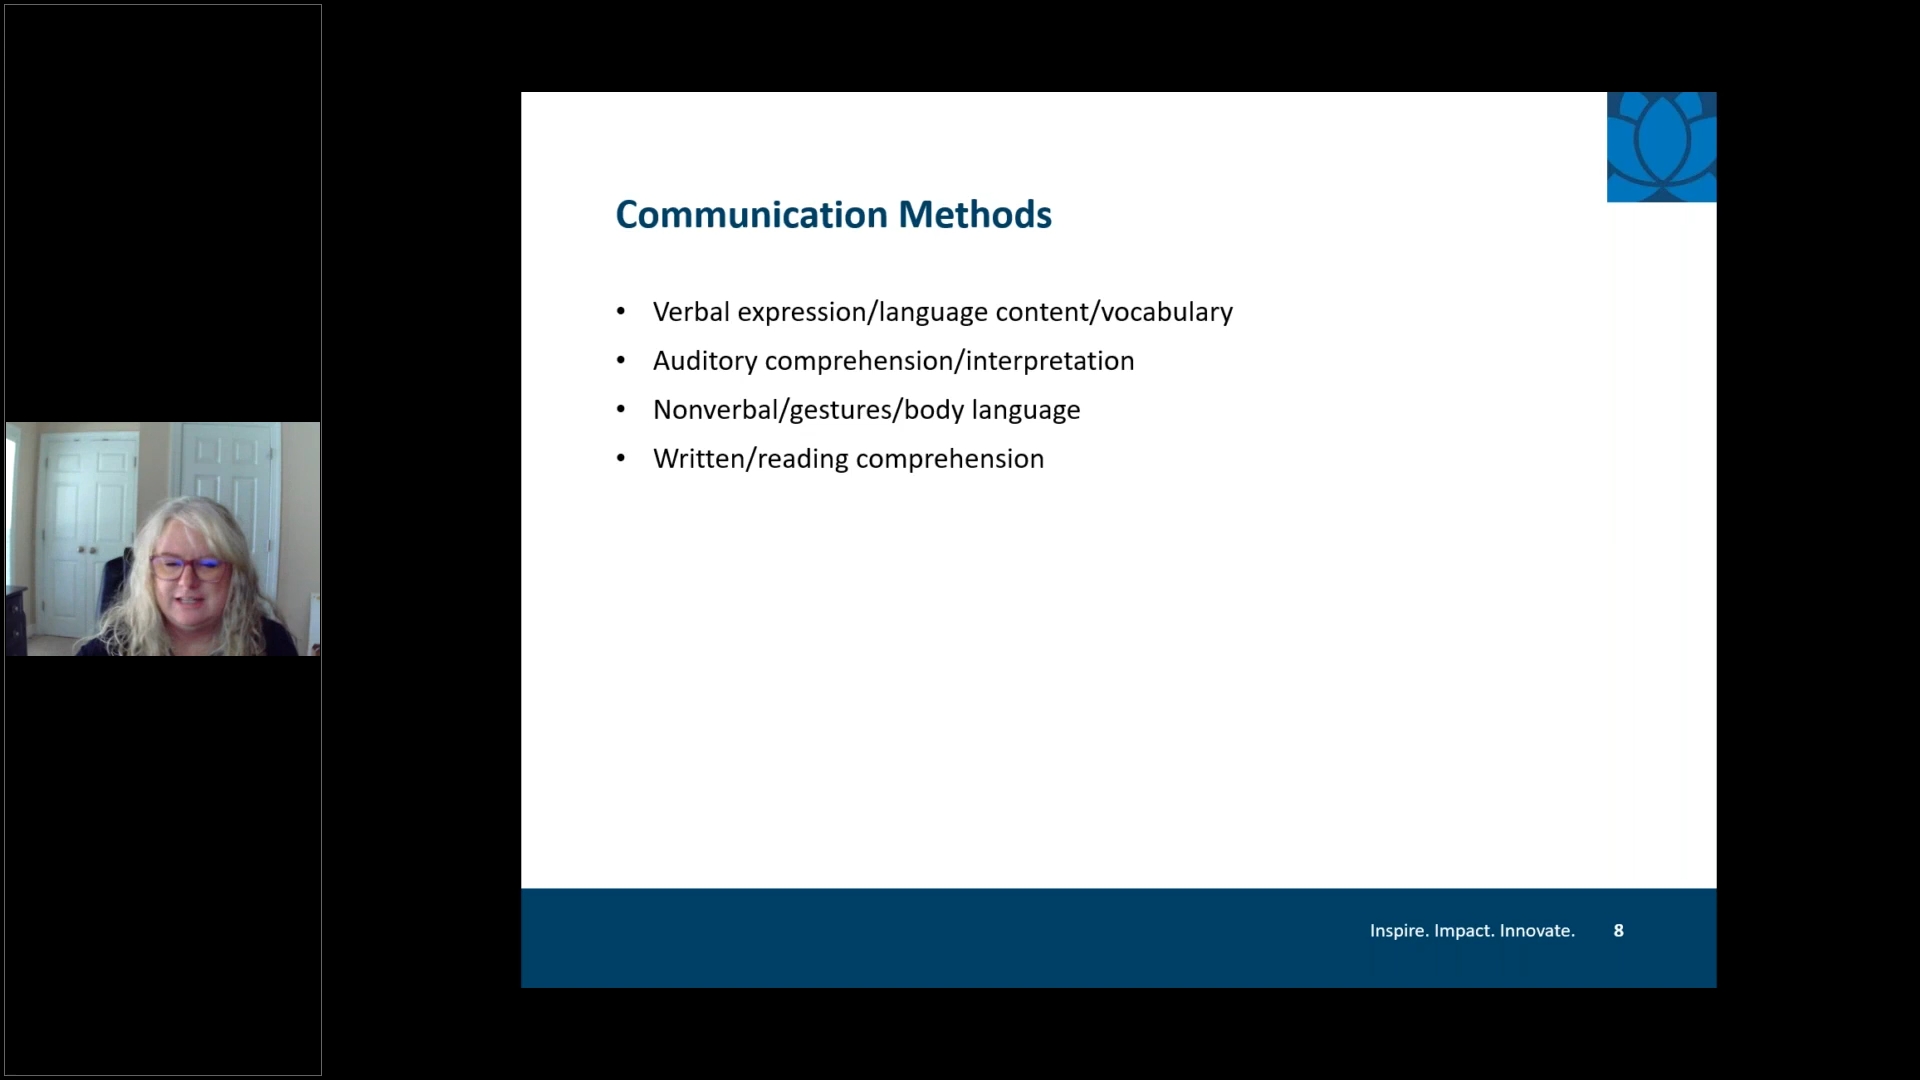 Communication Methods
• Verbal expression/language content/vocabulary
• Auditory comprehension/interpretation
• Nonverbal/gestures/body language
• Written/reading comprehension
Inspire. Impact. Innovate. 8